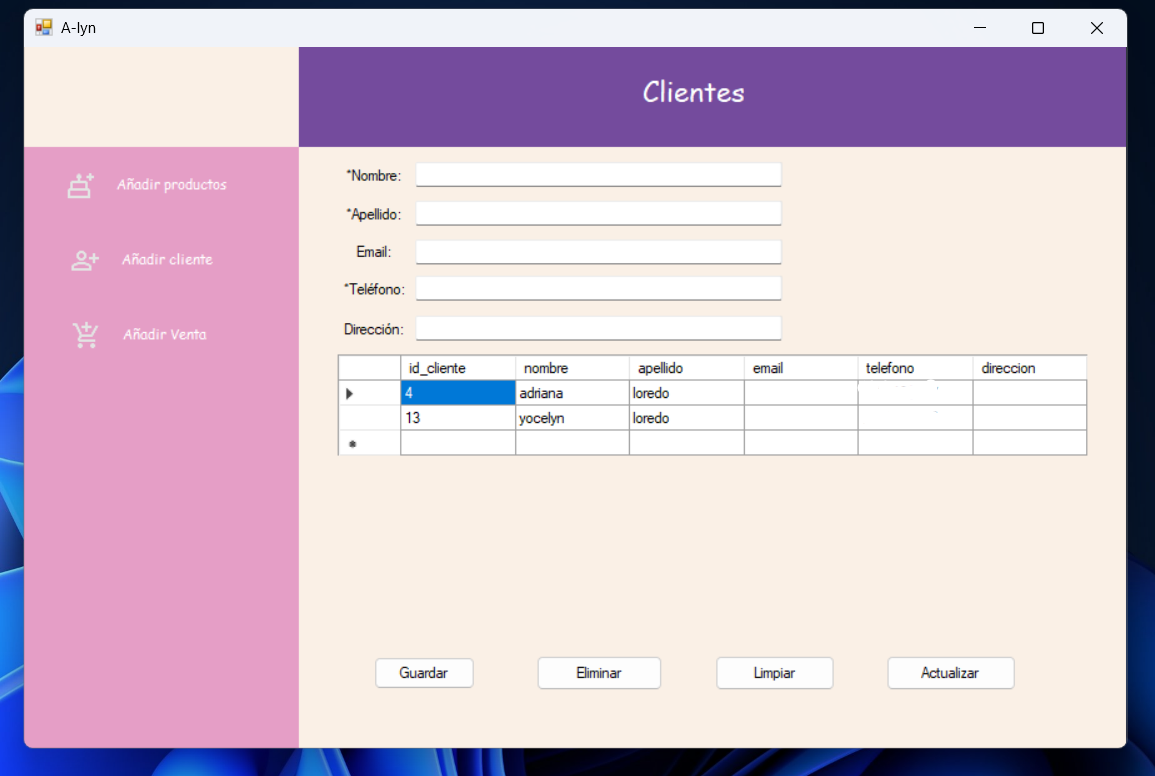 A-lyn
Clientes
Añadir productos
Añadir cliente
Añadir Venta
*Nombre:
*Apellido:
Email:
*Teléfono:
Dirección:
id_cliente nombre apellido email telefono direccion
4 adriana loredo
13 yocelyn loredo
Guardar Eliminar Limpiar Actualizar